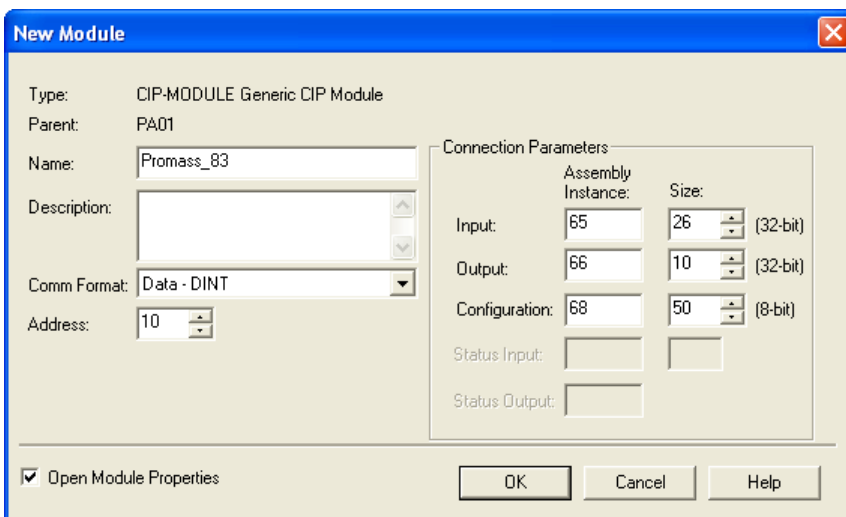 New Module
Type: CIP-MODULE Generic CIP Module
Parent: PA01
Name: Promass_83
Description:
Comm Format: Data - DINT
Address: 10
Connection Parameters
Assembly
Instance: Size:
Input: 65 26 (32-bit)
Output: 66 10 (32-bit)
Configuration: 68 50 (8-bit)
Status Input:
Status Output:
Open Module Properties
OK Cancel Help